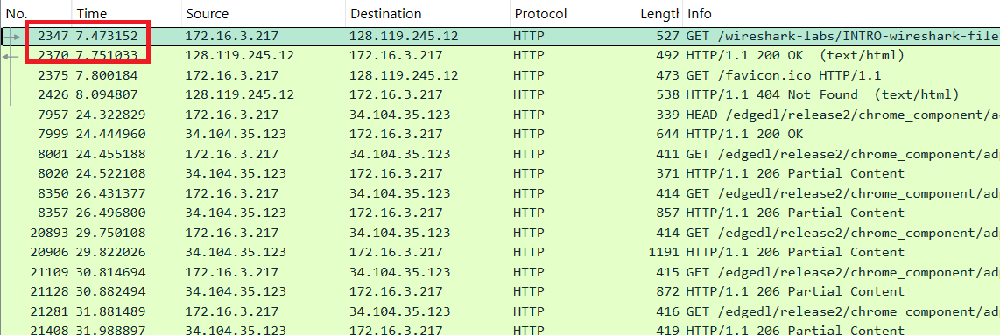 No. Time Source Destination Protocol Length Info
2347 7.473152 172.16.3.217 128.119.245.12 HTTP 527 GET /wireshark-labs/INTRO-wireshark-file
2370 7.751033 128.119.245.12 172.16.3.217 HTTP 492 HTTP/1.1 200 OK (text/html)
2375 7.800184 172.16.3.217 128.119.245.12 HTTP 473 GET /favicon.ico HTTP/1.1
2426 8.094807 128.119.245.12 172.16.3.217 HTTP 538 HTTP/1.1 404 Not Found (text/html)
7957 24.322829 172.16.3.217 34.104.35.123 HTTP 339 HEAD /edgedl/release2/chrome_component/ad
7999 24.444960 34.104.35.123 172.16.3.217 HTTP 644 HTTP/1.1 200 OK
8001 24.455188 172.16.3.217 34.104.35.123 HTTP 411 GET /edgedl/release2/chrome_component/adp
8020 24.522108 34.104.35.123 172.16.3.217 HTTP 371 HTTP/1.1 206 Partial Content
8350 26.431377 172.16.3.217 34.104.35.123 HTTP 414 GET /edgedl/release2/chrome_component/adp
8357 26.496800 34.104.35.123 172.16.3.217 HTTP 857 HTTP/1.1 206 Partial Content
20893 29.750108 172.16.3.217 34.104.35.123 HTTP 414 GET /edgedl/release2/chrome_component/adp
20906 29.822026 34.104.35.123 172.16.3.217 HTTP 1191 HTTP/1.1 206 Partial Content
21109 30.814694 172.16.3.217 34.104.35.123 HTTP 415 GET /edgedl/release2/chrome_component/adp
21128 30.882494 34.104.35.123 172.16.3.217 HTTP 872 HTTP/1.1 206 Partial Content
21281 31.881489 172.16.3.217 34.104.35.123 HTTP 416 GET /edgedl/release2/chrome_component/adp
21408 31.988897 34.104.35.123 172.16.3.217 HTTP 419 HTTP/1.1 206 Partial Content